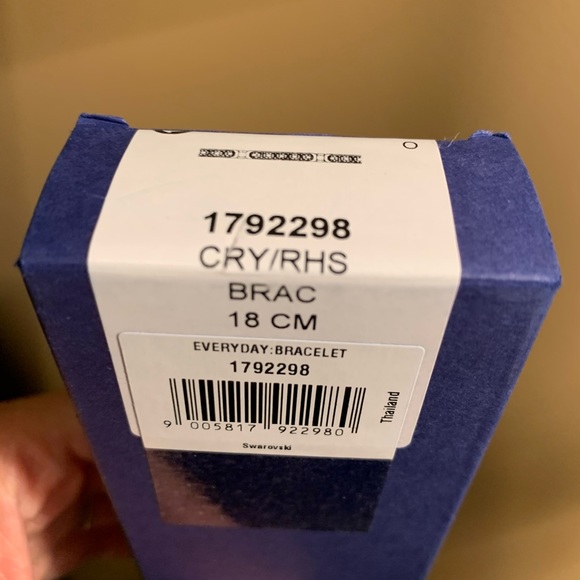 1792298
CRY/RHS
BRAC
18 CM
EVERYDAY:BRACELET
1792298
9 005817 922980
Swarovski
Thailand